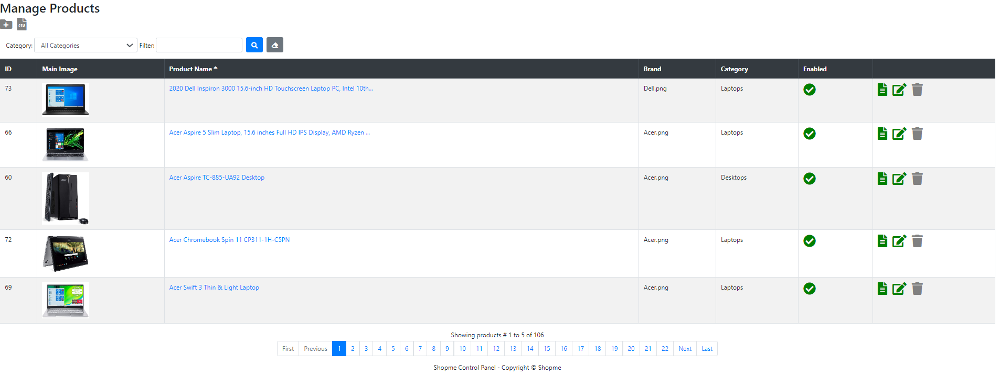 Manage Products
CSV
Category: All Categories Filter:
ID Main Image Product Name Brand Category Enabled
73 2020 Dell Inspiron 3000 15.6-inch HD Touchscreen Laptop PC, Intel 10th... Dell.png Laptops
66 Acer Aspire 5 Slim Laptop, 15.6 inches Full HD IPS Display, AMD Ryzen ... Acer.png Laptops
60 Acer Aspire TC-885-UA92 Desktop Acer.png Desktops
72 Acer Chromebook Spin 11 CP311-1H-C5PN Acer.png Laptops
69 Acer Swift 3 Thin & Light Laptop Acer.png Laptops
Showing products # 1 to 5 of 106
First Previous 1 2 3 4 5 6 7 8 9 10 11 12 13 14 15 16 17 18 19 20 21 22 Next Last
Shopme Control Panel - Copyright © Shopme